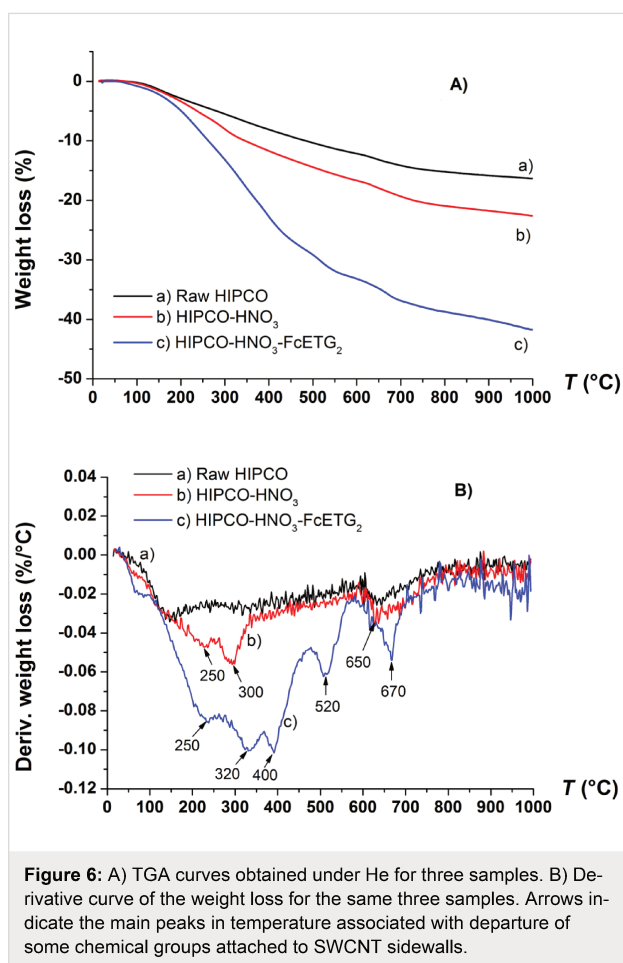 A)
0
-10
-20
-30
-40
-50
Weight loss (%)
a)
b)
c)
a) Raw HIPCO
b) HIPCO-HNO₃
c) HIPCO-HNO₃-FcETG₂
0 100 200 300 400 500 600 700 800 900 1000
T (°C)
B)
0.04
0.02
0.00
-0.02
-0.04
-0.06
-0.08
-0.10
-0.12
Deriv. weight loss (%/°C)
a) Raw HIPCO
b) HIPCO-HNO₃
c) HIPCO-HNO₃-FcETG₂
a)
b)
c)
250
300
650
520
670
250
320
400
0 100 200 300 400 500 600 700 800 900 1000
T (°C)
Figure 6: A) TGA curves obtained under He for three samples. B) De-
rivative curve of the weight loss for the same three samples. Arrows in-
dicate the main peaks in temperature associated with departure of
some chemical groups attached to SWCNT sidewalls.